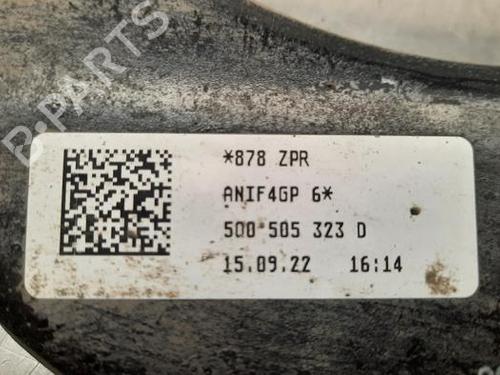 B-PARTS
*878 ZPR
ANIF4GP 6*
500 505 323 D
15.09.22 16:14